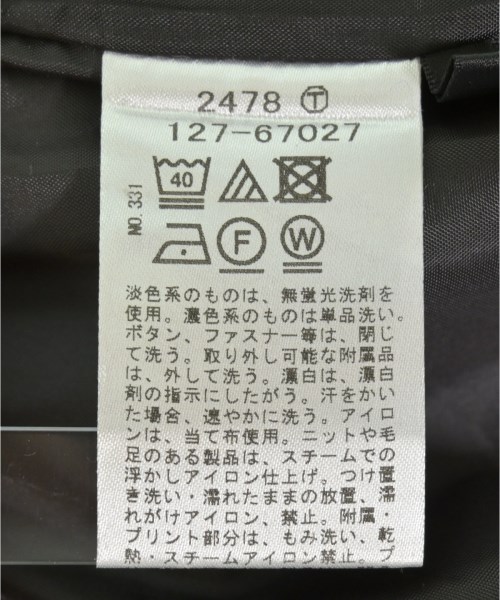 2478 Ⓣ
127-67027
NO. 331
40
F W
淡色系のものは、無蛍光洗剤を
使用。濃色系のものは単品洗い。
ボタン、ファスナー等は、閉じ
て洗う。取り外し可能な附属品
は、外して洗う。漂白は、漂白
剤の指示にしたがう。汗をかい
た場合、速やかに洗う。アイロ
ンは、当て布使用。ニットや毛
足のある製品は、スチームでの
浮かしアイロン仕上げ。つけ置
き洗い・濡れたままの放置、濡
れがけアイロン、禁止。附属・
プリント部分は、もみ洗い、乾
熱・スチームアイロン禁止。プ